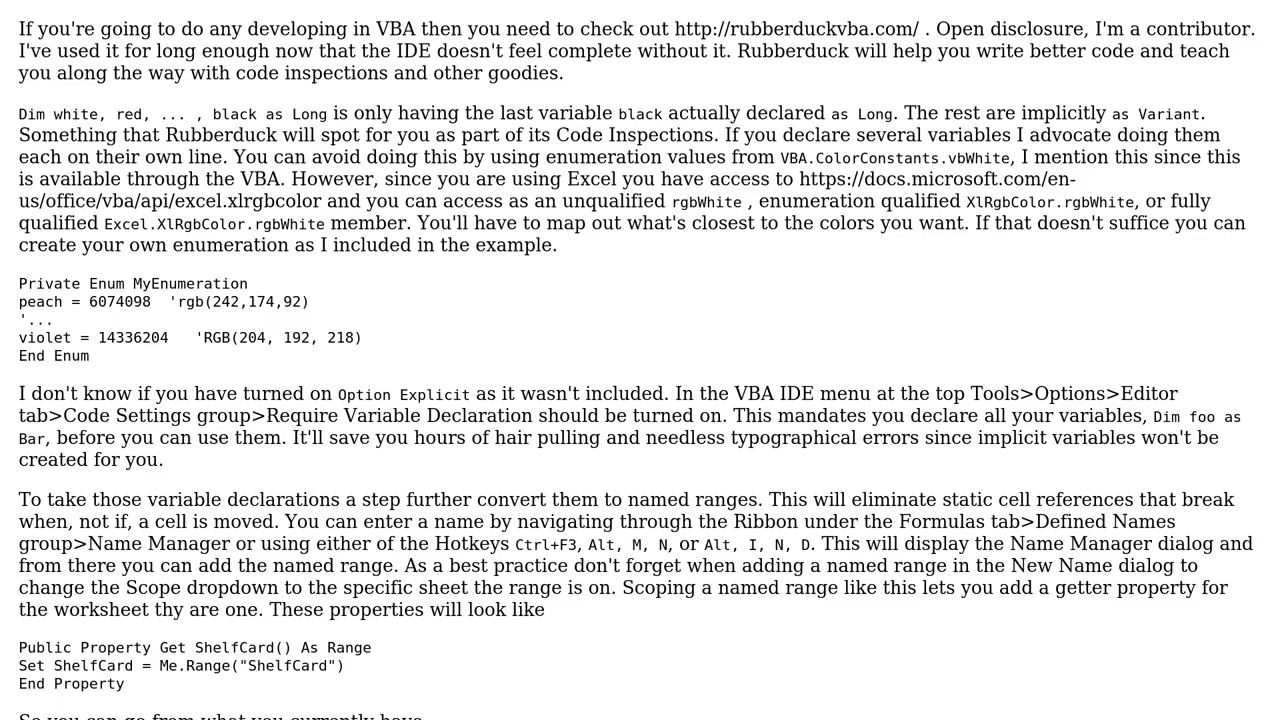 If you're going to do any developing in VBA then you need to check out http://rubberduckvba.com/ . Open disclosure, I'm a contributor.
I've used it for long enough now that the IDE doesn't feel complete without it. Rubberduck will help you write better code and teach
you along the way with code inspections and other goodies.
Dim white, red, ... , black as Long is only having the last variable black actually declared as Long. The rest are implicitly as Variant.
Something that Rubberduck will spot for you as part of its Code Inspections. If you declare several variables I advocate doing them
each on their own line. You can avoid doing this by using enumeration values from VBA.ColorConstants.vbWhite, I mention this since this
is available through the VBA. However, since you are using Excel you have access to https://docs.microsoft.com/en-
us/office/vba/api/excel.xlrgbcolor and you can access as an unqualified rgbWhite , enumeration qualified XlRgbColor.rgbWhite, or fully
qualified Excel.XlRgbColor.rgbWhite member. You'll have to map out what's closest to the colors you want. If that doesn't suffice you can
create your own enumeration as I included in the example.
Private Enum MyEnumeration
peach = 6074098  'rgb(242,174,92)
'...
violet = 14336204   'RGB(204, 192, 218)
End Enum
I don't know if you have turned on Option Explicit as it wasn't included. In the VBA IDE menu at the top Tools>Options>Editor
tab>Code Settings group>Require Variable Declaration should be turned on. This mandates you declare all your variables, Dim foo as
Bar, before you can use them. It'll save you hours of hair pulling and needless typographical errors since implicit variables won't be
created for you.
To take those variable declarations a step further convert them to named ranges. This will eliminate static cell references that break
when, not if, a cell is moved. You can enter a name by navigating through the Ribbon under the Formulas tab>Defined Names
group>Name Manager or using either of the Hotkeys Ctrl+F3, Alt, M, N, or Alt, I, N, D. This will display the Name Manager dialog and
from there you can add the named range. As a best practice don't forget when adding a named range in the New Name dialog to
change the Scope dropdown to the specific sheet the range is on. Scoping a named range like this lets you add a getter property for
the worksheet thy are one. These properties will look like
Public Property Get ShelfCard() As Range
Set ShelfCard = Me.Range("ShelfCard")
End Property
So you can go from what you currently have